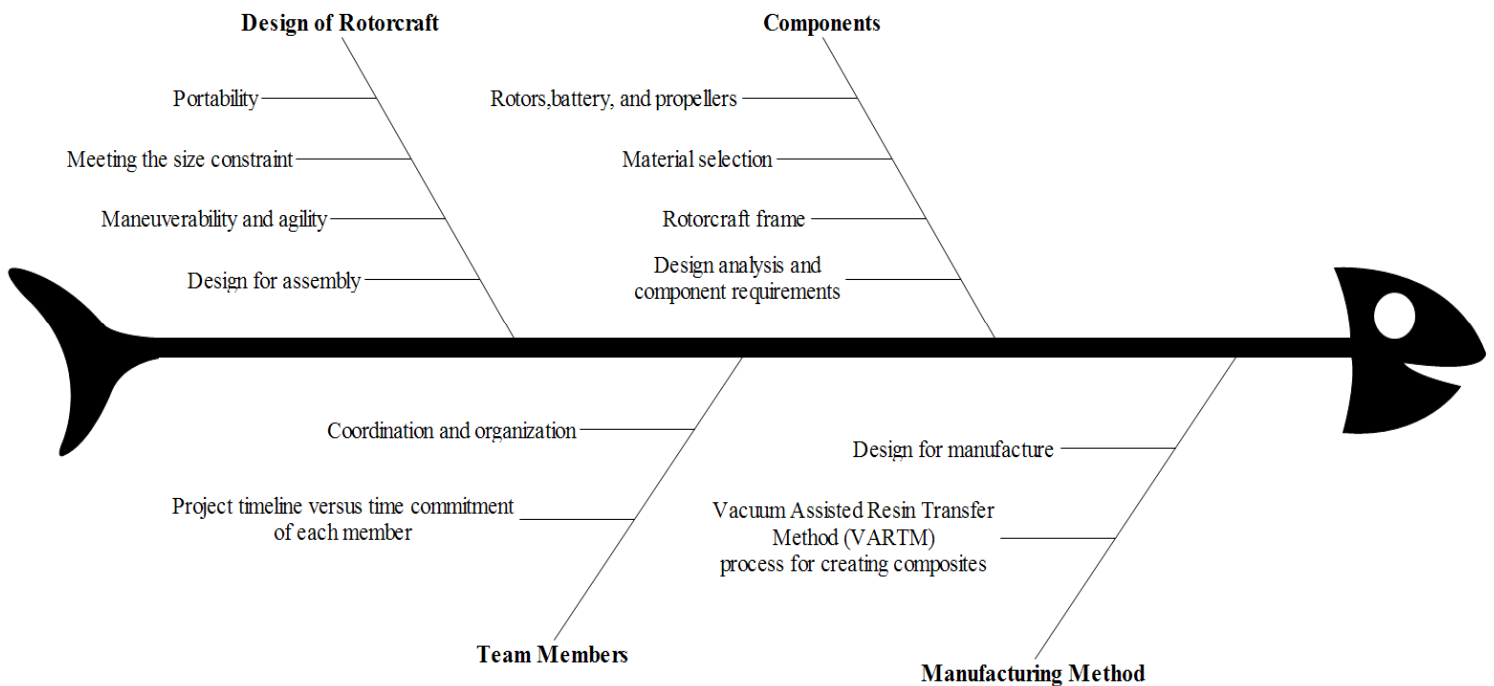 Design of Rotorcraft
Portability
Meeting the size constraint
Maneuverability and agility
Design for assembly
Components
Rotors,battery, and propellers
Material selection
Rotorcraft frame
Design analysis and
component requirements
Coordination and organization
Project timeline versus time commitment
of each member
Team Members
Design for manufacture
Vacuum Assisted Resin Transfer
Method (VARTM)
process for creating composites
Manufacturing Method